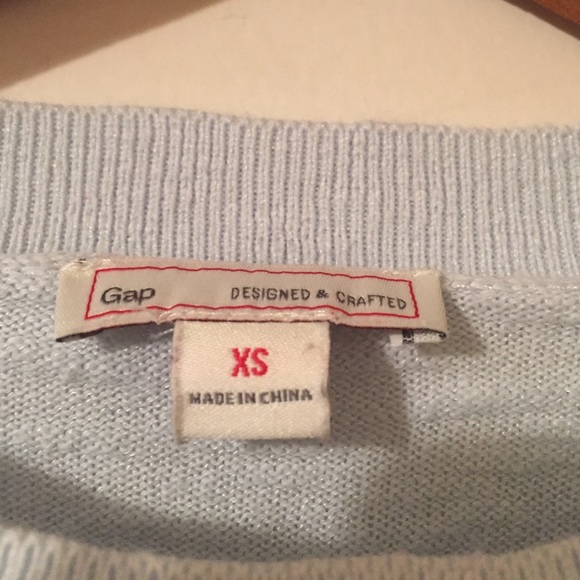 Gap DESIGNED & CRAFTED
XS
MADE IN CHINA